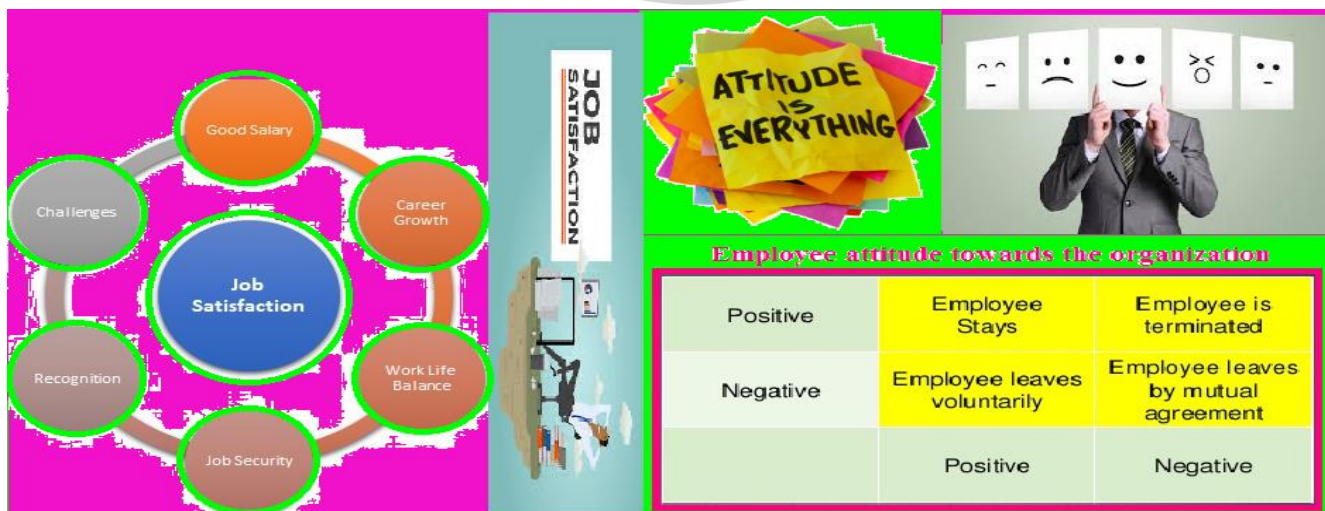 Good Salary
Career
Growth
Work Life
Balance
Job Security
Recognition
Challenges
Job
Satisfaction
JOB
SATISFACTION
ATTITUDE
IS
EVERYTHING
Employee attitude towards the organization
Positive
Employee
Stays
Employee is
terminated
Negative
Employee leaves
voluntarily
Employee leaves
by mutual
agreement
Positive
Negative